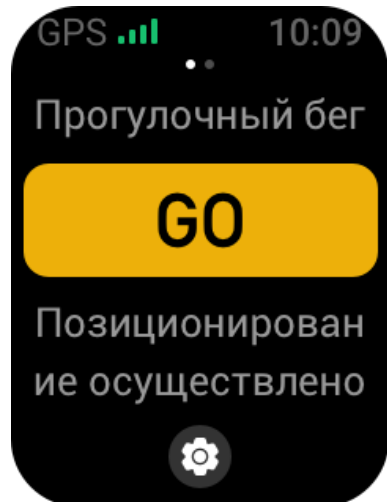 GPS 10:09
Прогулочный бег
GO
Позиционирован
ие осуществлено